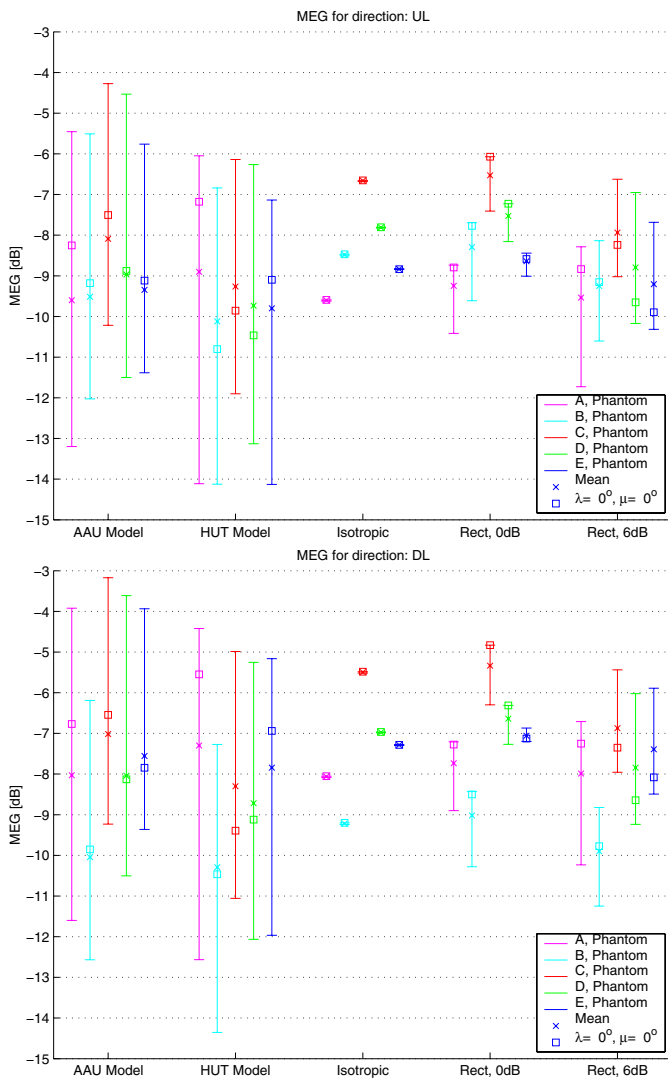 MEG for direction: UL
MEG [dB]
−3
−4
−5
−6
−7
−8
−9
−10
−11
−12
−13
−14
−15
A, Phantom
B, Phantom
C, Phantom
D, Phantom
E, Phantom
Mean
λ= 0°, μ= 0°
AAU Model HUT Model Isotropic Rect, 0dB Rect, 6dB
MEG for direction: DL
MEG [dB]
−3
−4
−5
−6
−7
−8
−9
−10
−11
−12
−13
−14
−15
A, Phantom
B, Phantom
C, Phantom
D, Phantom
E, Phantom
Mean
λ= 0°, μ= 0°
AAU Model HUT Model Isotropic Rect, 0dB Rect, 6dB